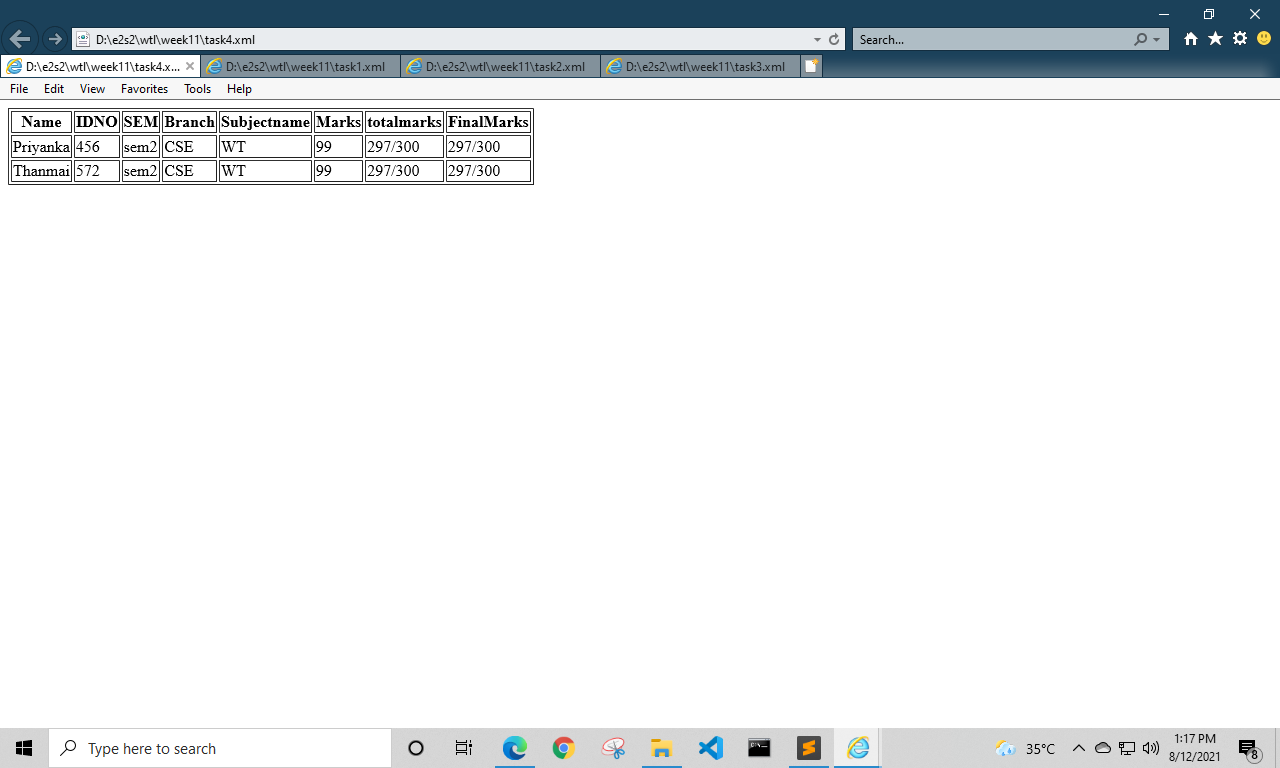 D:\e2s2\wtl\week11\task4.xml
Search...
D:\e2s2\wtl\week11\task4.x... D:\e2s2\wtl\week11\task1.xml D:\e2s2\wtl\week11\task2.xml D:\e2s2\wtl\week11\task3.xml
File Edit View Favorites Tools Help
Name IDNO SEM Branch Subjectname Marks totalmarks FinalMarks
Priyanka 456 sem2 CSE WT 99 297/300 297/300
Thanmai 572 sem2 CSE WT 99 297/300 297/300
Type here to search
35°C
1:17 PM
8/12/2021
8